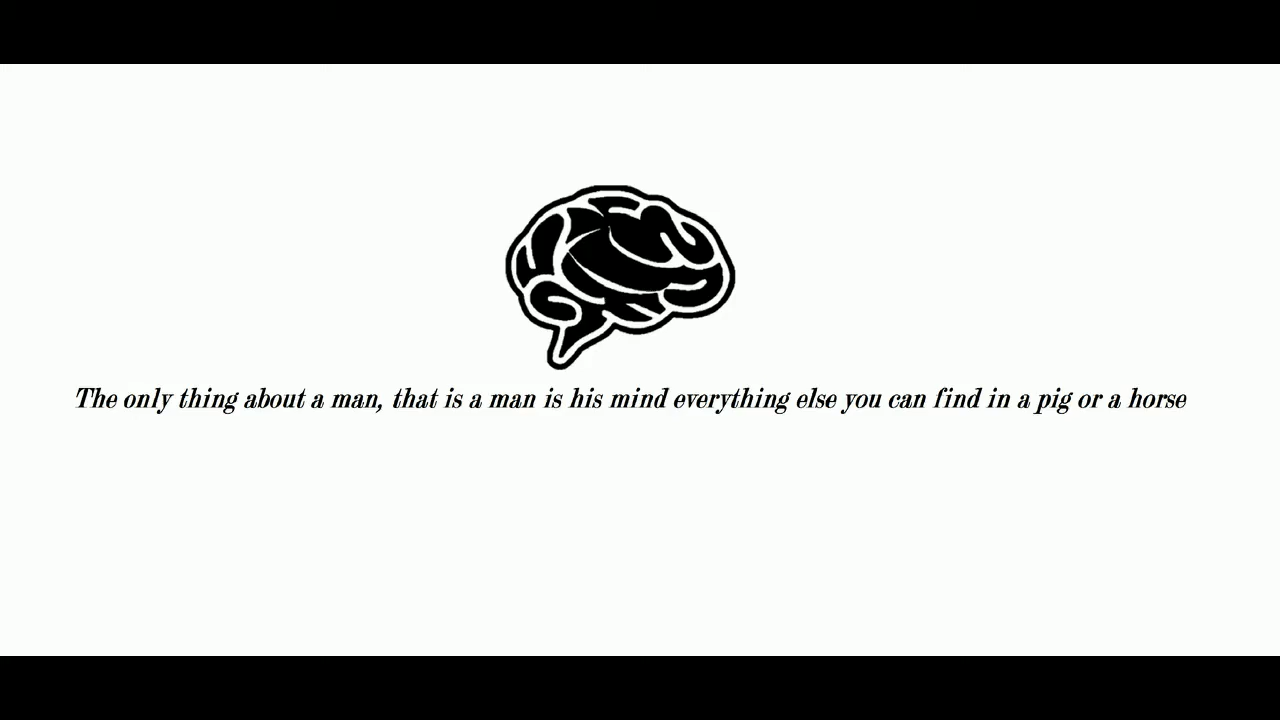 The only thing about a man, that is a man is his mind everything else you can find in a pig or a horse